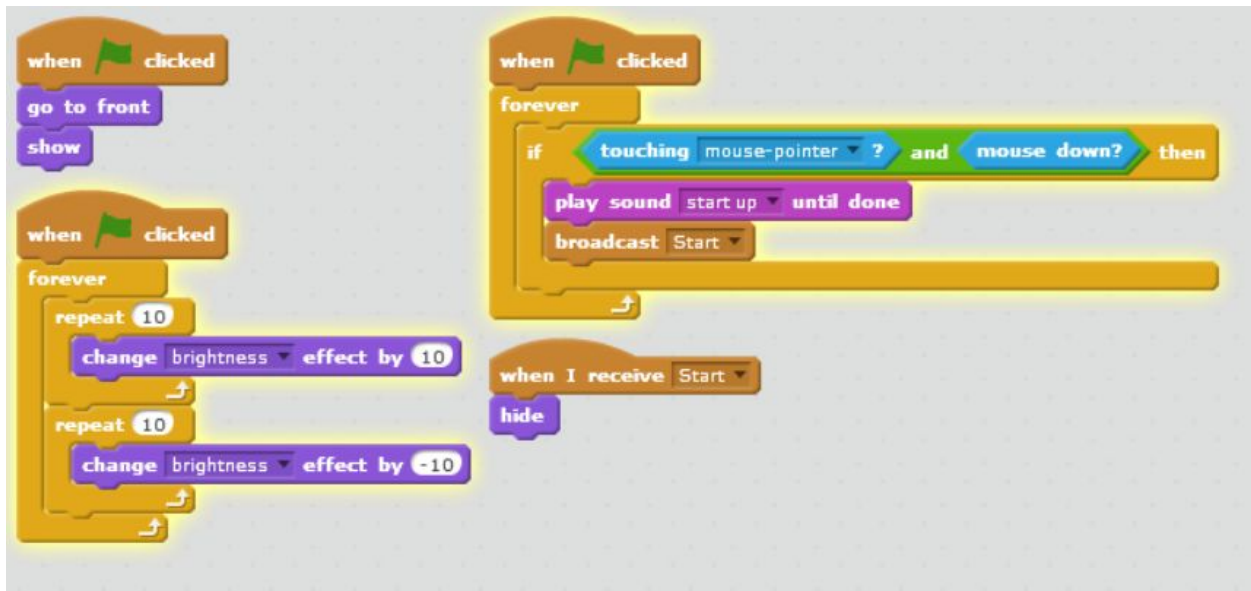 when clicked
go to front
show
when clicked
forever
repeat 10
change brightness effect by 10
repeat 10
change brightness effect by -10
when clicked
forever
if touching mouse-pointer ? and mouse down? then
play sound start up until done
broadcast Start
when I receive Start
hide